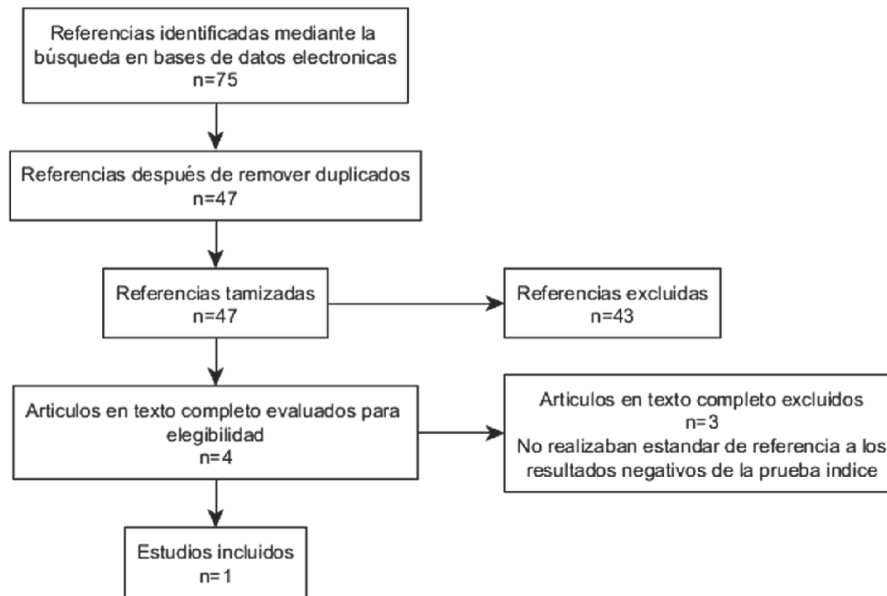 Referencias identificadas mediante la
búsqueda en bases de datos electronicas
n=75
Referencias después de remover duplicados
n=47
Referencias tamizadas
n=47
Referencias excluidas
n=43
Articulos en texto completo evaluados para
elegibilidad
n=4
Articulos en texto completo excluidos
n=3
No realizaban estandar de referencia a los
resultados negativos de la prueba indice
Estudios incluidos
n=1